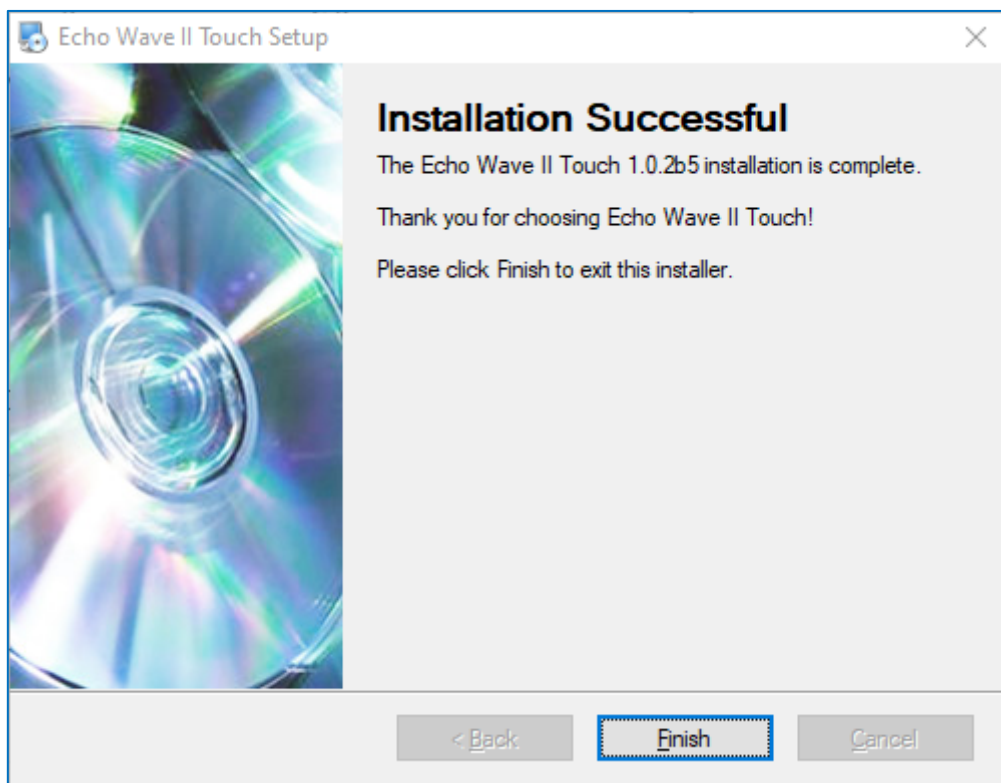 Echo Wave II Touch Setup
Installation Successful
The Echo Wave II Touch 1.0.2b5 installation is complete.
Thank you for choosing Echo Wave II Touch!
Please click Finish to exit this installer.
< Back
Finish
Cancel